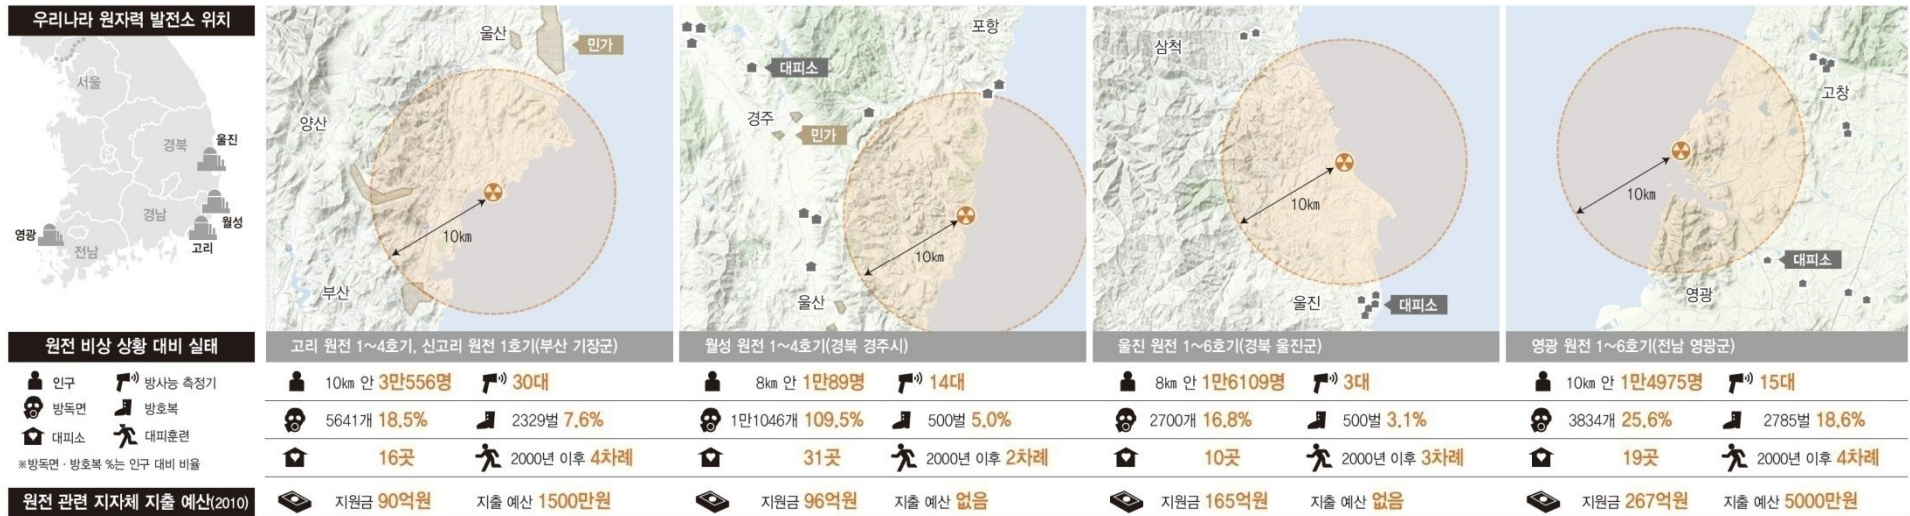 우리나라 원자력 발전소 위치
서울
경북
울진
경남
월성
고리
영광
전남
울산
민가
양산
10㎞
부산
포항
대피소
경주
민가
10㎞
울산
삼척
10㎞
울진
대피소
고창
10㎞
대피소
영광
원전 비상 상황 대비 실태
인구 방사능 측정기
방독면 방호복
대피소 대피훈련
※방독면·방호복 %는 인구 대비 비율
원전 관련 지자체 지출 예산(2010)
고리 원전 1~4호기, 신고리 원전 1호기(부산 기장군)
10㎞ 안 3만556명 30대
5641개 18.5% 2329벌 7.6%
16곳 2000년 이후 4차례
지원금 90억원 지출 예산 1500만원
월성 원전 1~4호기(경북 경주시)
8㎞ 안 1만89명 14대
1만1046개 109.5% 500벌 5.0%
31곳 2000년 이후 2차례
지원금 96억원 지출 예산 없음
울진 원전 1~6호기(경북 울진군)
8㎞ 안 1만6109명 3대
2700개 16.8% 500벌 3.1%
10곳 2000년 이후 3차례
지원금 165억원 지출 예산 없음
영광 원전 1~6호기(전남 영광군)
10㎞ 안 1만4975명 15대
3834개 25.6% 2785벌 18.6%
19곳 2000년 이후 4차례
지원금 267억원 지출 예산 5000만원